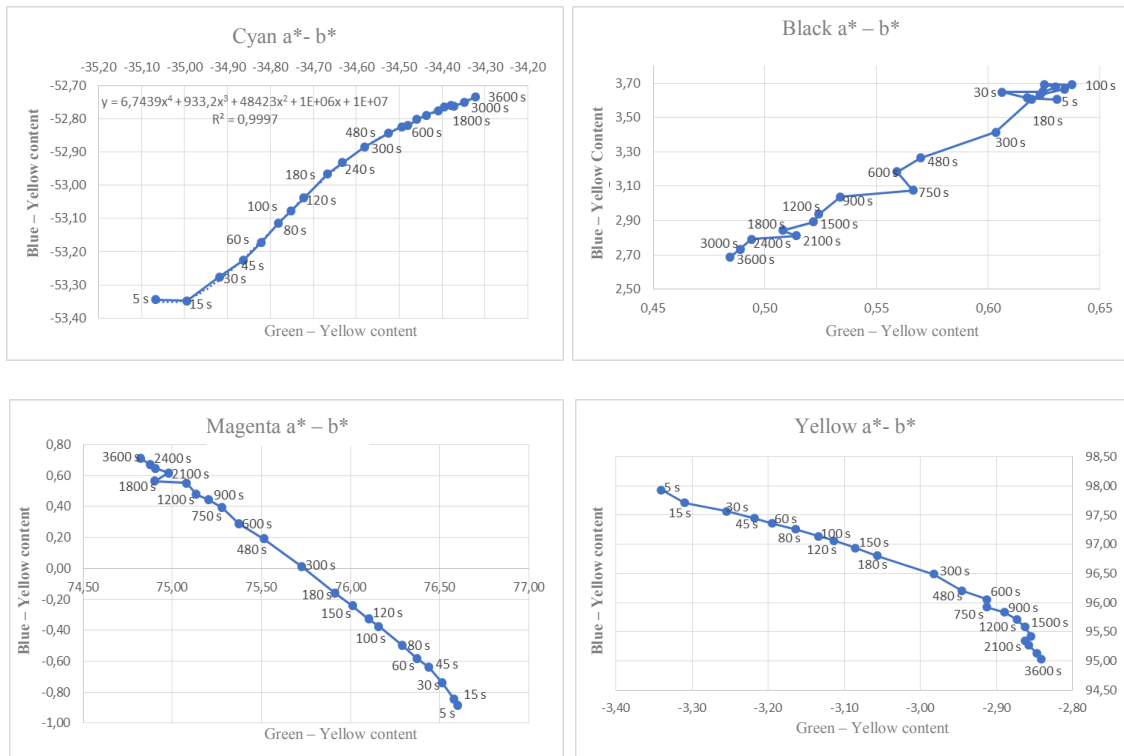 Cyan a*- b*
-35,20 -35,10 -35,00 -34,90 -34,80 -34,70 -34,60 -34,50 -34,40 -34,30 -34,20
-52,70
-52,80
-52,90
-53,00
-53,10
-53,20
-53,30
-53,40
Blue – Yellow content
y = 6,7439x⁴ + 933,2x³ + 48423x² + 1E+06x + 1E+07
R² = 0,9997
3600 s
3000 s
1800 s
600 s
480 s
300 s
240 s
180 s
120 s
100 s
80 s
60 s
45 s
30 s
15 s
5 s
Green – Yellow content
Black a* – b*
3,70
3,50
3,30
3,10
2,90
2,70
2,50
Blue – Yellow Content
100 s
30 s
5 s
180 s
300 s
480 s
600 s
750 s
900 s
1200 s
1500 s
1800 s
2100 s
2400 s
3000 s
3600 s
0,45 0,50 0,55 0,60 0,65
Green – Yellow content
Magenta a* – b*
0,80
0,60
0,40
0,20
0,00
-0,20
-0,40
-0,60
-0,80
-1,00
Blue – Yellow content
3600 s
2400 s
2100 s
1800 s
1200 s
900 s
750 s
600 s
480 s
300 s
74,50 75,00 75,50 76,00 76,50 77,00
180 s
150 s
120 s
100 s
80 s
60 s
45 s
30 s
15 s
5 s
Green – Yellow content
Yellow a*- b*
98,50
98,00
97,50
97,00
96,50
96,00
95,50
95,00
94,50
Blue – Yellow content
5 s
15 s
30 s
45 s
60 s
80 s
100 s
120 s
150 s
180 s
300 s
480 s
600 s
750 s
900 s
1200 s
1500 s
2100 s
3600 s
-3,40 -3,30 -3,20 -3,10 -3,00 -2,90 -2,80
Green – Yellow content